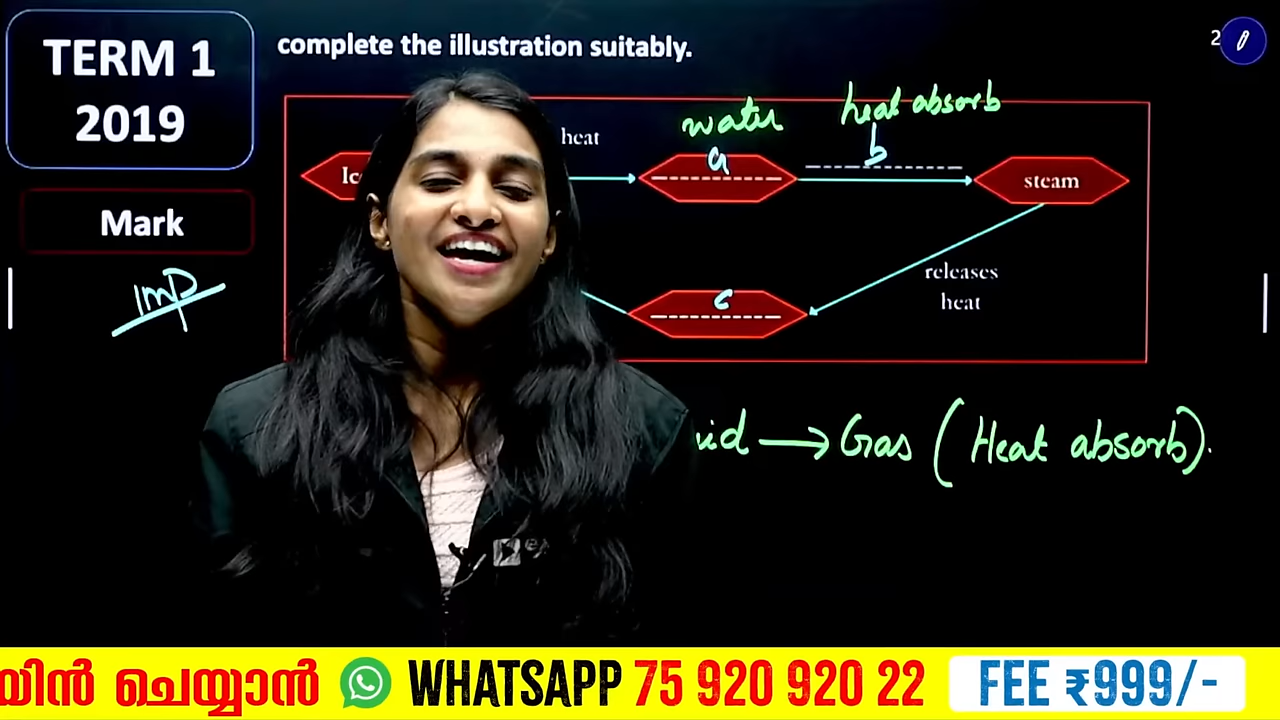 TERM 1
2019
Mark
Imp
complete the illustration suitably.
2
heat
water
heat absorb
a
b
steam
releases
heat
c
Gas (Heat absorb).
ചെയ്യാൻ WHATSAPP 75 920 920 22 FEE ₹999/-